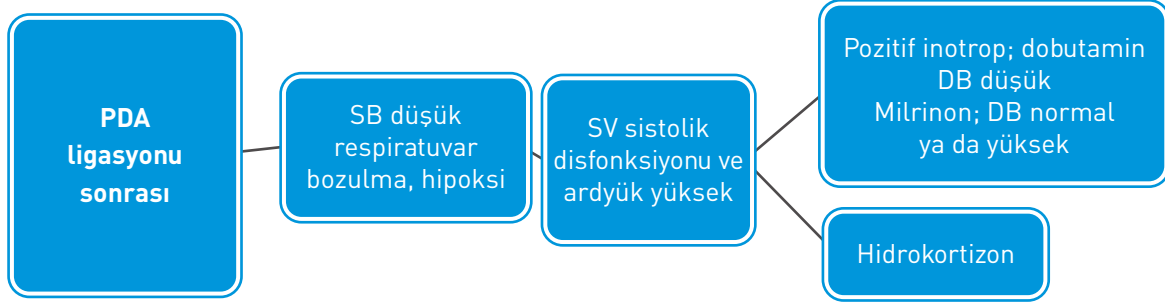 PDA
ligasyonu
sonrası
SB düşük
respiratuvar
bozulma, hipoksi
SV sistolik
disfonksiyonu ve
ardyük yüksek
Pozitif inotrop; dobutamin
DB düşük
Milrinon; DB normal
ya da yüksek
Hidrokortizon